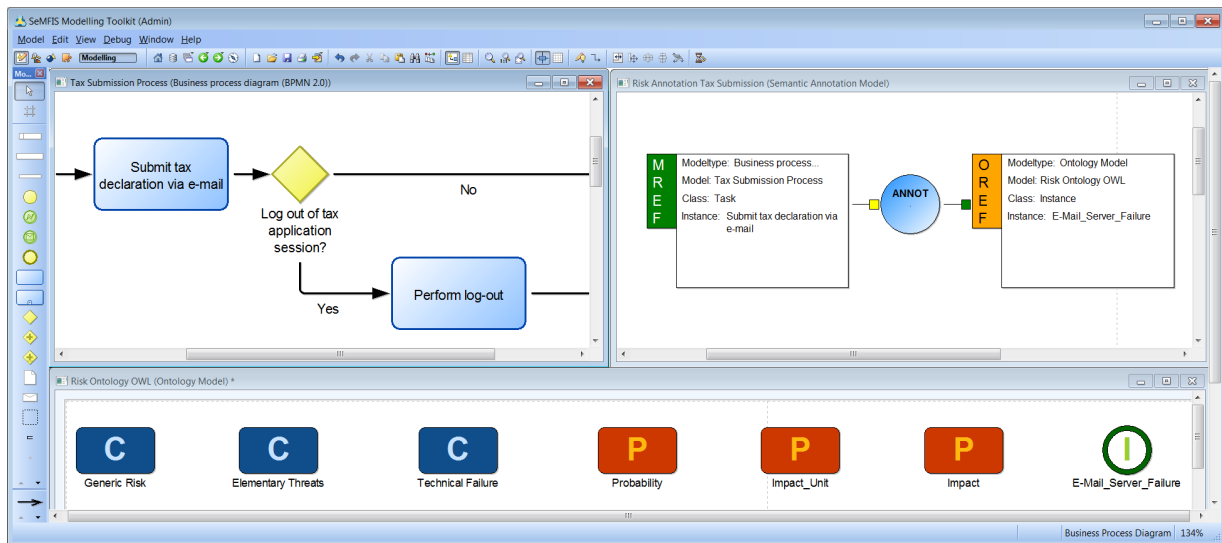 SeMFIS Modelling Toolkit (Admin)
Model Edit View Debug Window Help
Modelling
Mo...
Tax Submission Process (Business process diagram (BPMN 2.0))
Submit tax
declaration via e-mail
No
Log out of tax
application
session?
Yes
Perform log-out
Risk Annotation Tax Submission (Semantic Annotation Model)
M
R
E
F
Modeltype: Business process...
Model: Tax Submission Process
Class: Task
Instance: Submit tax declaration via
e-mail
ANNOT
O
R
E
F
Modeltype: Ontology Model
Model: Risk Ontology OWL
Class: Instance
Instance: E-Mail_Server_Failure
Risk Ontology OWL (Ontology Model) *
C C C P P P I
Generic Risk Elementary Threats Technical Failure Probability Impact_Unit Impact E-Mail_Server_Failure
Business Process Diagram 134%